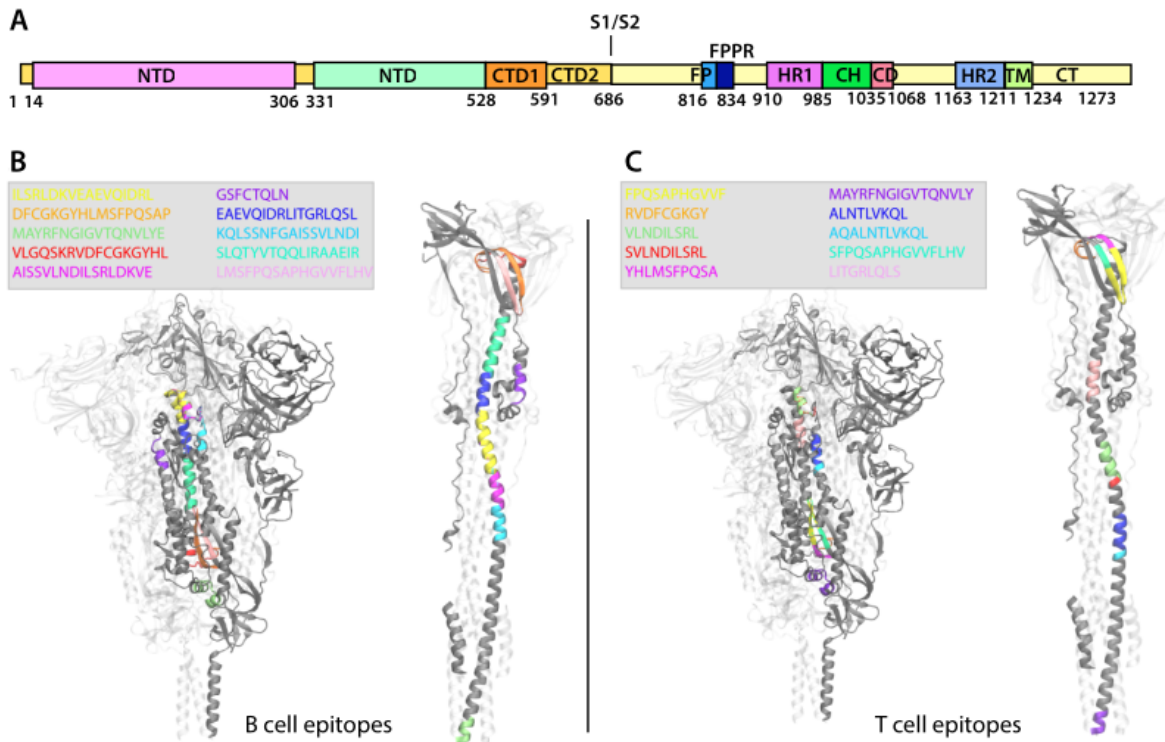 A
S1/S2
FPPR
NTD NTD CTD1 CTD2 FP HR1 CH CD HR2 TM CT
1 14 306 331 528 591 686 816 834 910 985 1035 1068 1163 1211 1234 1273
B
ILSRLDKVEAEVQIDRL GSFCTQLN
DFCGKGYHLMSFPQSAP EAEVQIDRLITGRLQSL
MAYRFNGIGVTQNVLYE KQLSSNFGAISSVLNDI
VLGQSKRVDFCGKGYHL SLQTYVTQQLIRAAEIR
AISSVLNDILSRLDKVE LMSFPQSAPHGVVFLHV
B cell epitopes
C
FPQSAPHGVVF MAYRFNGIGVTQNVLY
RVDFCGKGY ALNTLVKQL
VLNDILSRL AQALNTLVKQL
SVLNDILSRL SFPQSAPHGVVFLHV
YHLMSFPQSA LITGRLQLS
T cell epitopes